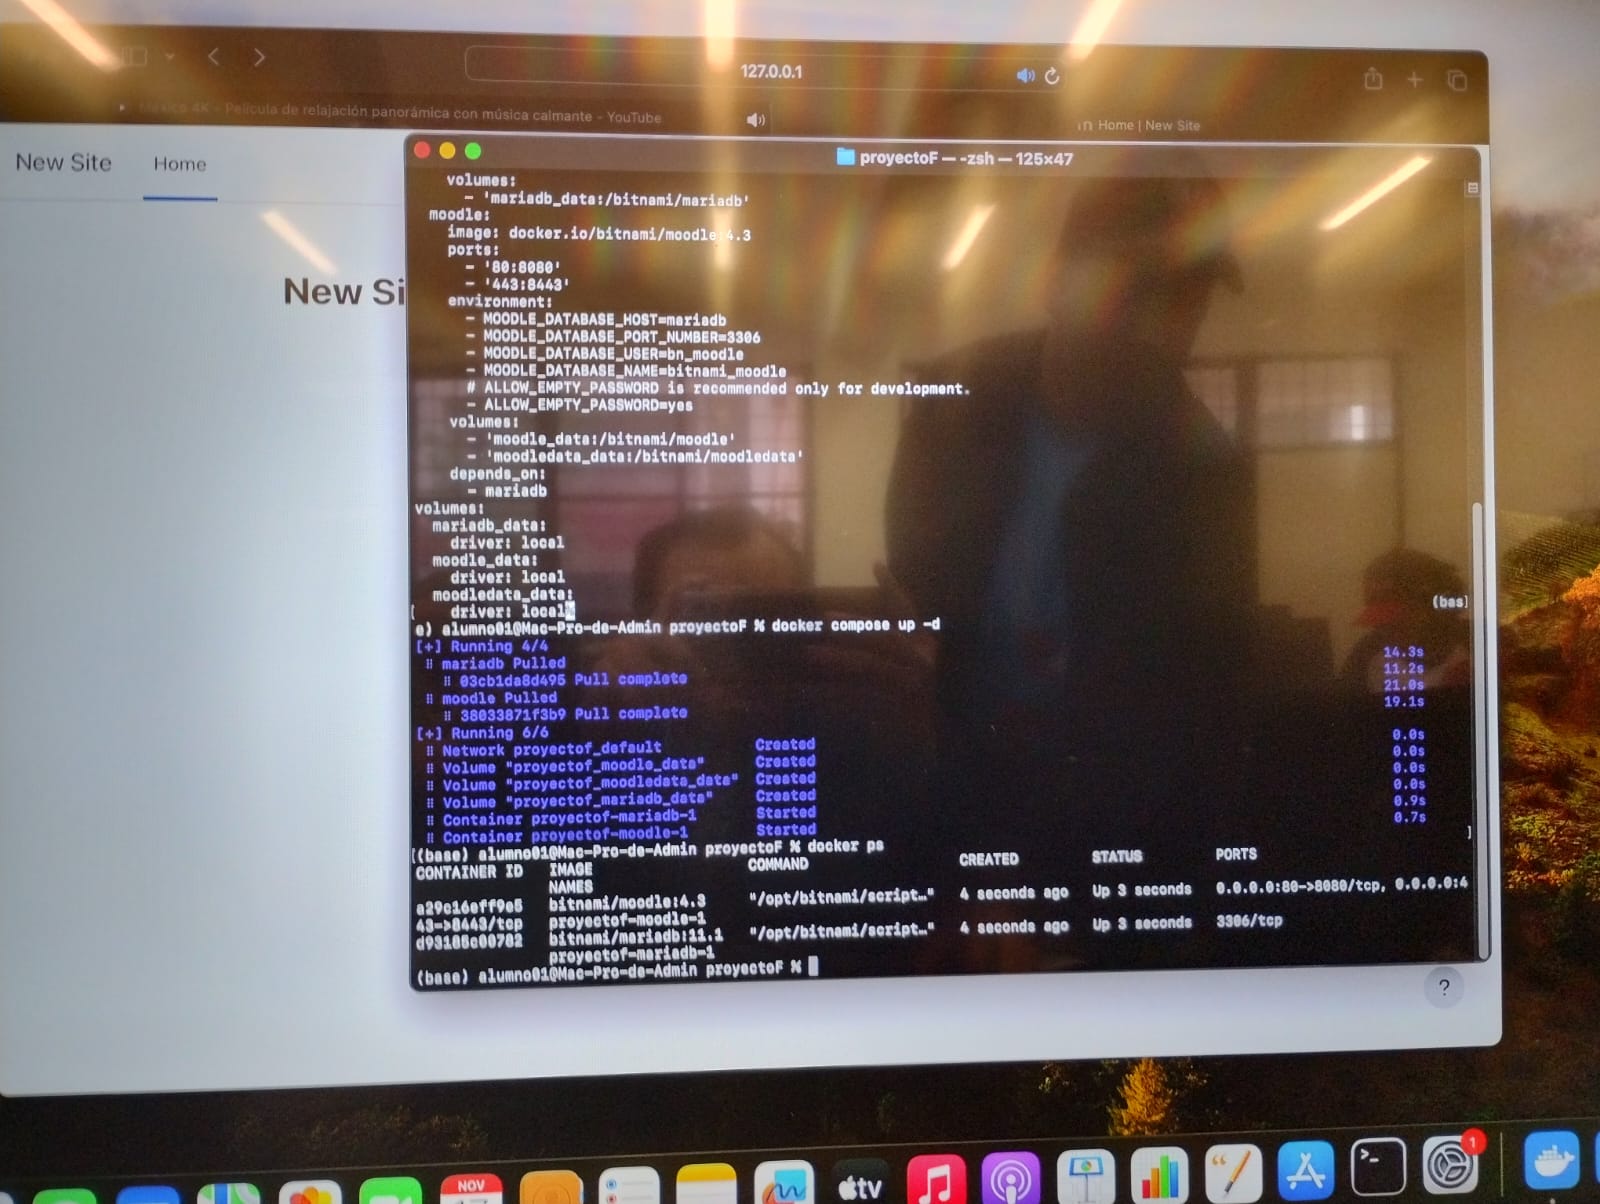 127.0.0.1
México 4K - Película de relajación panorámica con música calmante - YouTube
Home | New Site
New Site
Home
New Si
proyectoF — -zsh — 125×47
volumes:
- 'mariadb_data:/bitnami/mariadb'
moodle:
image: docker.io/bitnami/moodle:4.3
ports:
- '80:8080'
- '443:8443'
environment:
- MOODLE_DATABASE_HOST=mariadb
- MOODLE_DATABASE_PORT_NUMBER=3306
- MOODLE_DATABASE_USER=bn_moodle
- MOODLE_DATABASE_NAME=bitnami_moodle
# ALLOW_EMPTY_PASSWORD is recommended only for development.
- ALLOW_EMPTY_PASSWORD=yes
volumes:
- 'moodle_data:/bitnami/moodle'
- 'moodledata_data:/bitnami/moodledata'
depends_on:
- mariadb
volumes:
mariadb_data:
driver: local
moodle_data:
driver: local
moodledata_data:
[ driver: local% (bas]
e) alumno01@Mac-Pro-de-Admin proyectoF % docker compose up -d
[+] Running 4/4
⠿ mariadb Pulled 14.3s
⠿ 03cb1da8d495 Pull complete 11.2s
⠿ moodle Pulled 21.0s
⠿ 38033871f3b9 Pull complete 19.1s
[+] Running 6/6
⠿ Network proyectof_default Created 0.0s
⠿ Volume "proyectof_moodle_data" Created 0.0s
⠿ Volume "proyectof_moodledata_data" Created 0.0s
⠿ Volume "proyectof_mariadb_data" Created 0.0s
⠿ Container proyectof-mariadb-1 Started 0.9s
⠿ Container proyectof-moodle-1 Started 0.7s
[(base) alumno01@Mac-Pro-de-Admin proyectoF % docker ps ]
CONTAINER ID IMAGE COMMAND CREATED STATUS PORTS
NAMES
a29c16eff9e5 bitnami/moodle:4.3 "/opt/bitnami/script…" 4 seconds ago Up 3 seconds 0.0.0.0:80->8080/tcp, 0.0.0.0:4
43->8443/tcp proyectof-moodle-1
d93185c00782 bitnami/mariadb:11.1 "/opt/bitnami/script…" 4 seconds ago Up 3 seconds 3306/tcp
proyectof-mariadb-1
(base) alumno01@Mac-Pro-de-Admin proyectoF %
?
NOV
tv
1